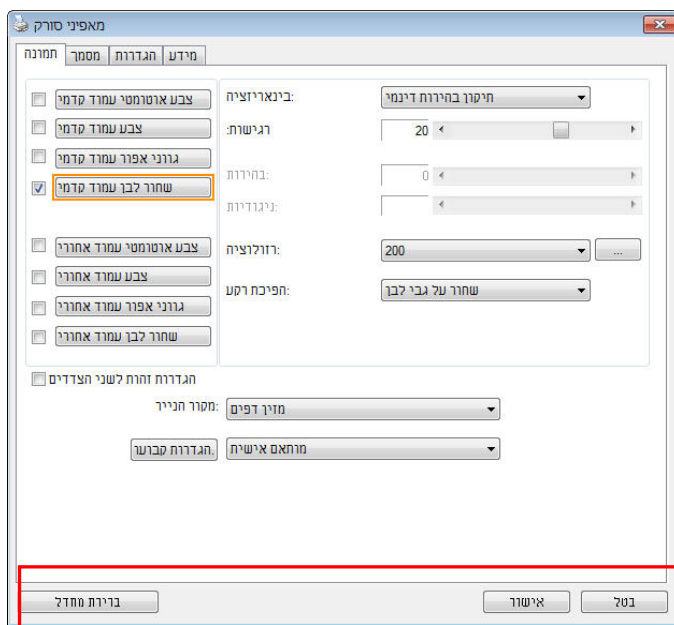 מאפיני סורק
תמונה מסמך הגדרות מידע
צבע אוטומטי עמוד קדמי
צבע עמוד קדמי
גווני אפור עמוד קדמי
שחור לבן עמוד קדמי
צבע אוטומטי עמוד אחורי
צבע עמוד אחורי
גווני אפור עמוד אחורי
שחור לבן עמוד אחורי
בינאריזציה: תיקון בהירות דינמי
רגישות: 20
בהירות: 0
ניגודיות:
רזולוציה: 200 ...
הפיכת רקע: שחור על גבי לבן
הגדרות זהות לשני הצדדים
מקור הנייר: מזין דפים
הגדרות קבוער. מותאם אישית
ברירת מחדל אישור בטל